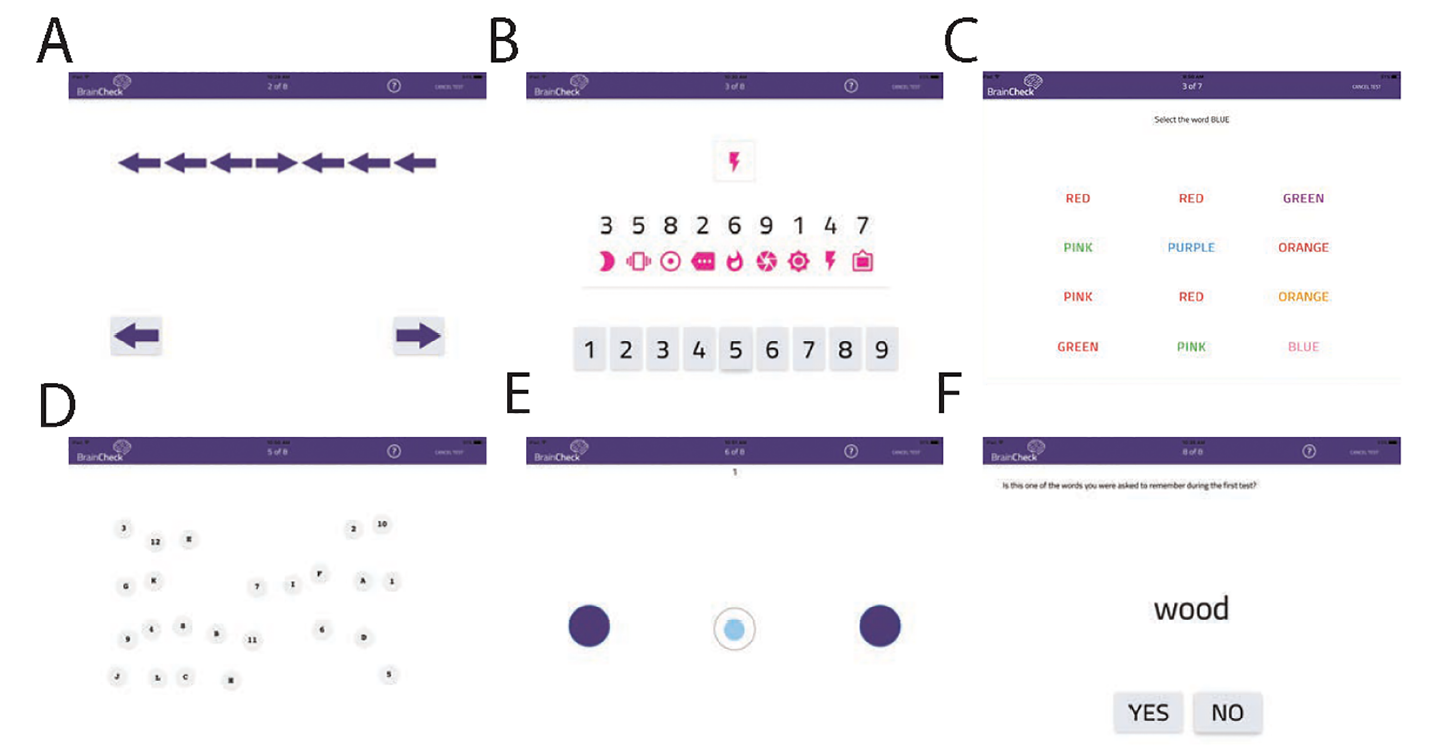 A
BrainCheck 2 of 8 ? CANCEL TEST
B
BrainCheck 3 of 8 ? CANCEL TEST
3 5 8 2 6 9 1 4 7
1 2 3 4 5 6 7 8 9
C
BrainCheck 3 of 7 CANCEL TEST
Select the word BLUE
RED RED GREEN
PINK PURPLE ORANGE
PINK RED ORANGE
GREEN PINK BLUE
D
BrainCheck 5 of 8 ? CANCEL TEST
3 12 E 2 10
G K 7 I F A 1
9 4 8 B 11 6 D
J L C H 5
E
BrainCheck 6 of 8 ? CANCEL TEST
1
F
BrainCheck 8 of 8 ? CANCEL TEST
Is this one of the words you were asked to remember during the first test?
wood
YES NO